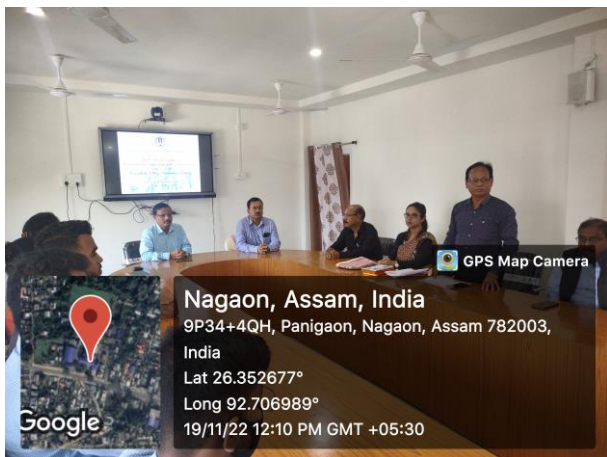 GPS Map Camera
Nagaon, Assam, India
9P34+4QH, Panigaon, Nagaon, Assam 782003,
India
Lat 26.352677°
Long 92.706989°
19/11/22 12:10 PM GMT +05:30
Google